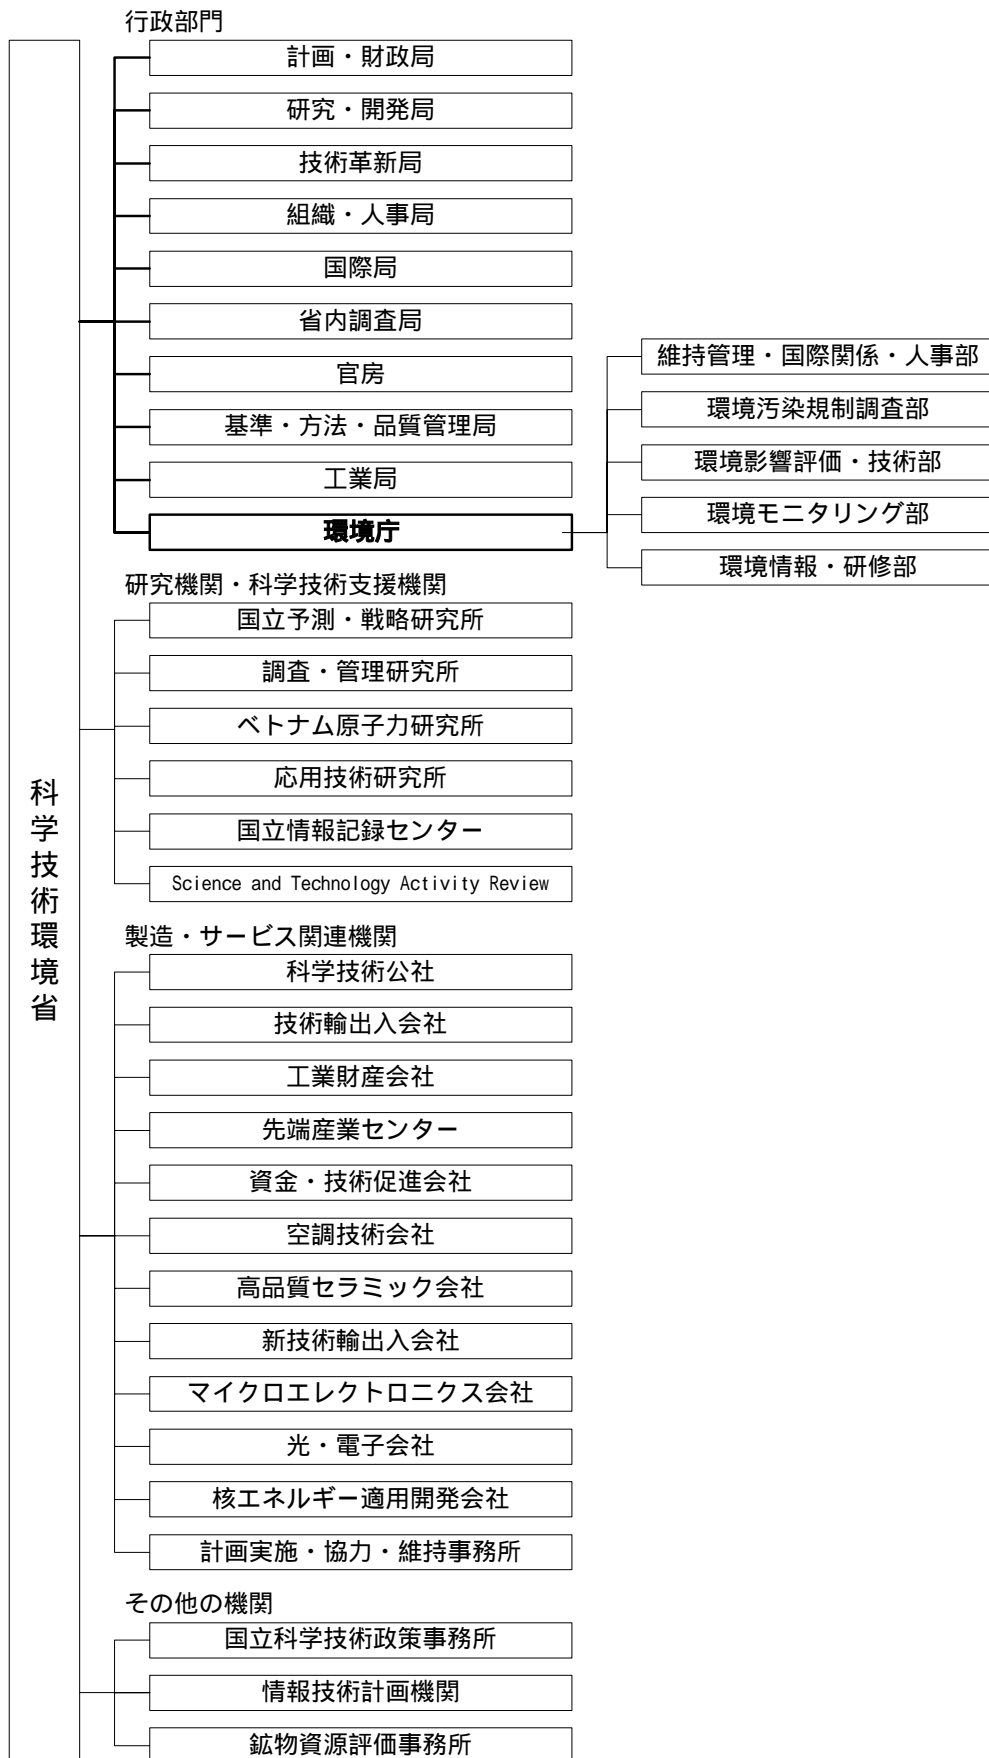 行政部門
計画・財政局
研究・開発局
技術革新局
組織・人事局
国際局
省内調査局
官房
基準・方法・品質管理局
工業局
環境庁
維持管理・国際関係・人事部
環境汚染規制調査部
環境影響評価・技術部
環境モニタリング部
環境情報・研修部
研究機関・科学技術支援機関
国立予測・戦略研究所
調査・管理研究所
ベトナム原子力研究所
応用技術研究所
国立情報記録センター
Science and Technology Activity Review
科学技術環境省
製造・サービス関連機関
科学技術公社
技術輸出入会社
工業財産会社
先端産業センター
資金・技術促進会社
空調技術会社
高品質セラミック会社
新技術輸出入会社
マイクロエレクトロニクス会社
光・電子会社
核エネルギー適用開発会社
計画実施・協力・維持事務所
その他の機関
国立科学技術政策事務所
情報技術計画機関
鉱物資源評価事務所